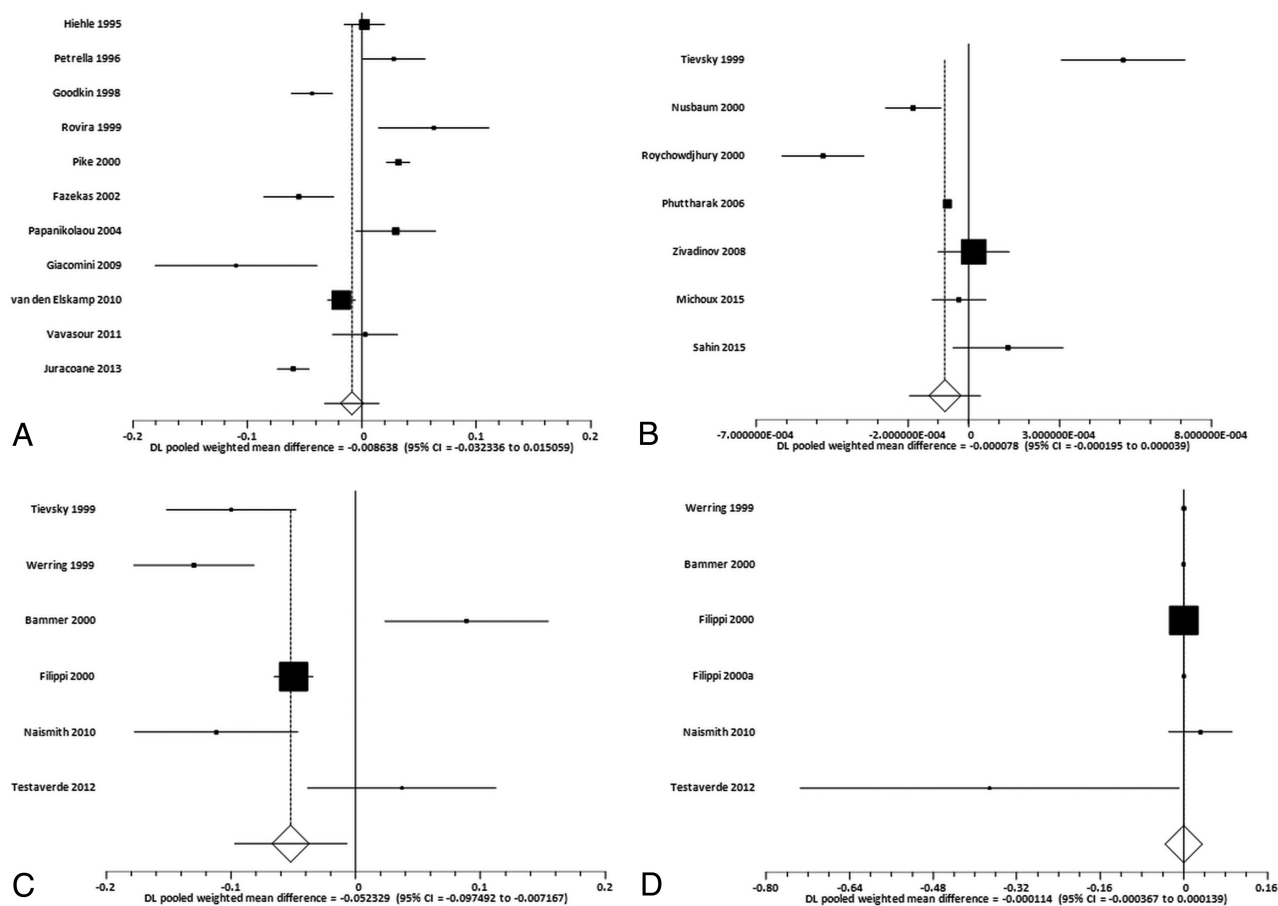 Hiehle 1995
Petrella 1996
Goodkin 1998
Rovira 1999
Pike 2000
Fazekas 2002
Papanikolaou 2004
Giacomini 2009
van den Elskamp 2010
Vavasour 2011
Juracoane 2013
A
-0.2 -0.1 0 0.1 0.2
DL pooled weighted mean difference = -0.008638 (95% CI = -0.032336 to 0.015059)
Tievsky 1999
Nusbaum 2000
Roychowdjhury 2000
Phuttharak 2006
Zivadinov 2008
Michoux 2015
Sahin 2015
B
-7.0000000E-004 -2.000000E-004 0 3.000000E-004 8.000000E-004
DL pooled weighted mean difference = -0.000078 (95% CI = -0.000195 to 0.000039)
Tievsky 1999
Werring 1999
Bammer 2000
Filippi 2000
Naismith 2010
Testaverde 2012
C
-0.2 -0.1 0 0.1 0.2
DL pooled weighted mean difference = -0.052329 (95% CI = -0.097492 to -0.007167)
Werring 1999
Bammer 2000
Filippi 2000
Filippi 2000a
Naismith 2010
Testaverde 2012
D
-0.80 -0.64 -0.48 -0.32 -0.16 0 0.16
DL pooled weighted mean difference = -0.000114 (95% CI = -0.000367 to 0.000139)